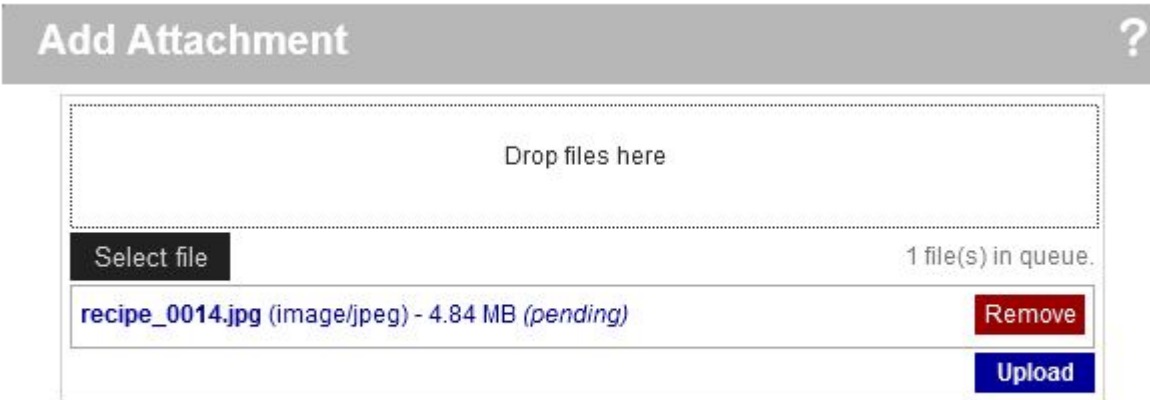 Add Attachment ?
Drop files here
Select file 1 file(s) in queue.
recipe_0014.jpg (image/jpeg) - 4.84 MB (pending) Remove
Upload